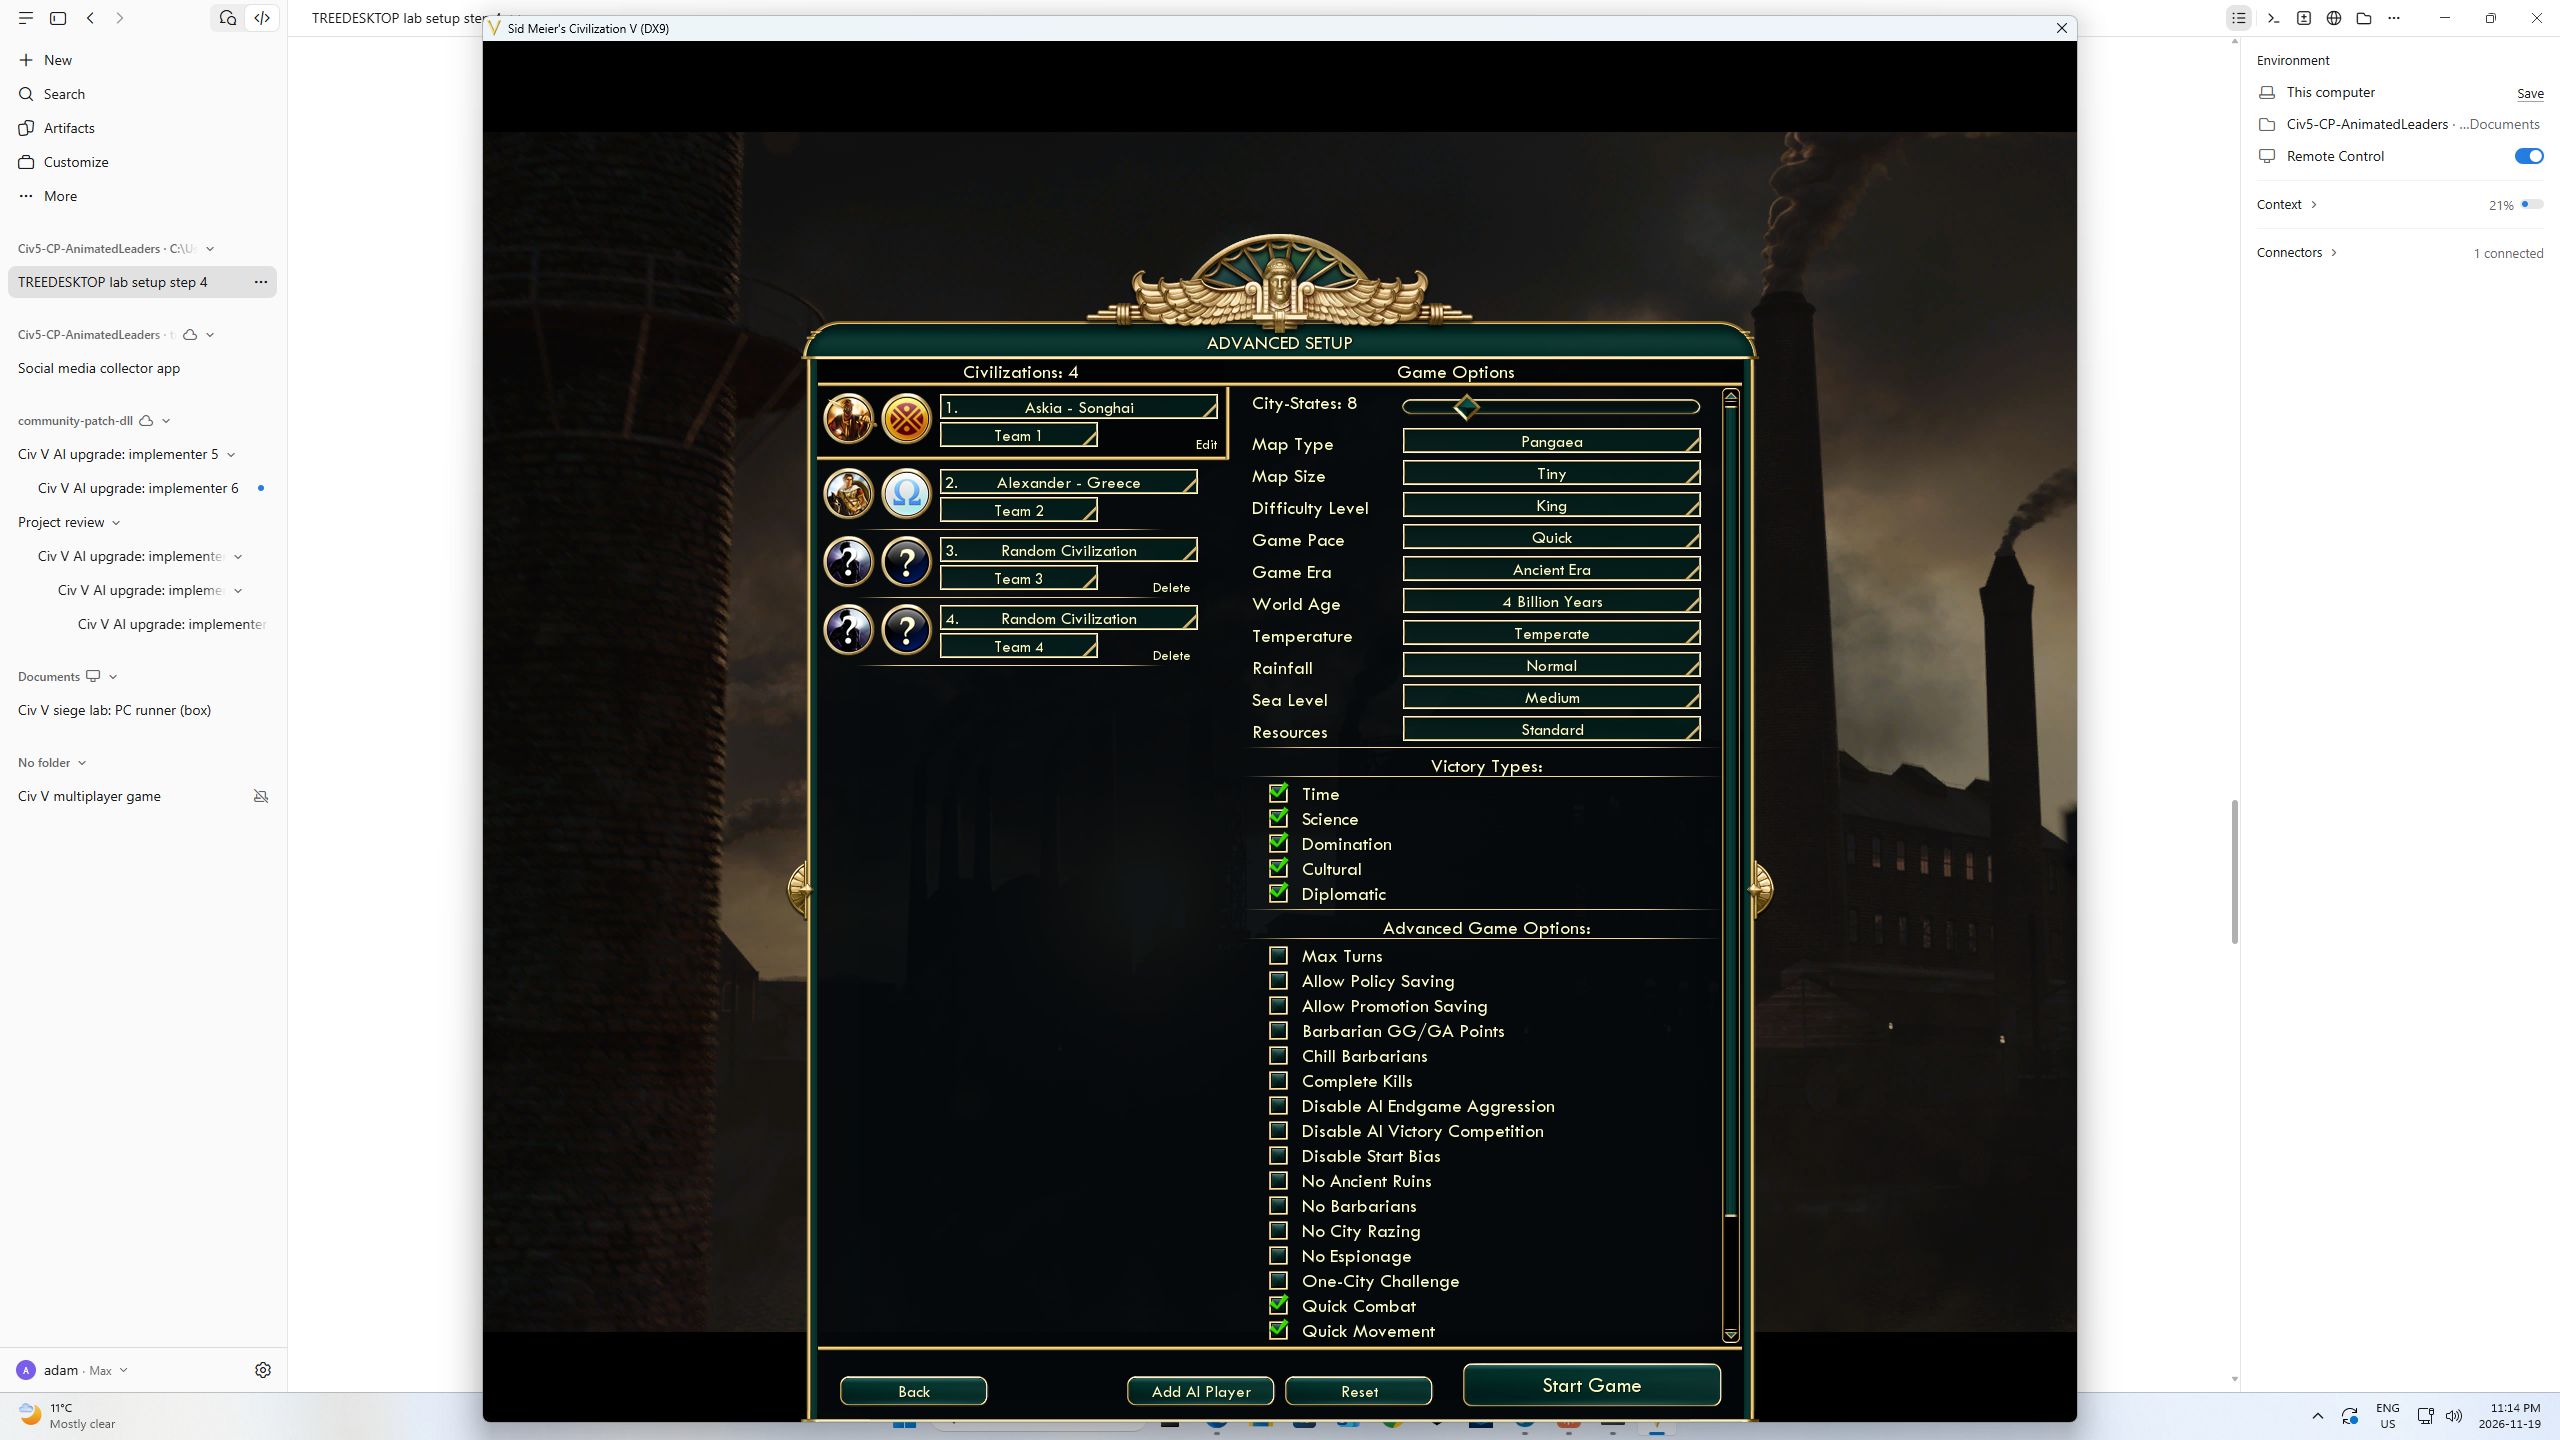 TREEDESKTOP lab setup step 4
New
Search
Artifacts
Customize
More
Civ5-CP-AnimatedLeaders · C:\Us
TREEDESKTOP lab setup step 4
Civ5-CP-AnimatedLeaders ·
Social media collector app
community-patch-dll
Civ V AI upgrade: implementer 5
Civ V AI upgrade: implementer 6
Project review
Civ V AI upgrade: implemente
Civ V AI upgrade: impleme
Civ V AI upgrade: implementer
Documents
Civ V siege lab: PC runner (box)
No folder
Civ V multiplayer game
A adam · Max
11°C
Mostly clear
Sid Meier's Civilization V (DX9)
ADVANCED SETUP
Civilizations: 4
1. Askia - Songhai
Team 1
Edit
2. Alexander - Greece
Team 2
3. Random Civilization
Team 3
Delete
4. Random Civilization
Team 4
Delete
Game Options
City-States: 8
Map Type Pangaea
Map Size Tiny
Difficulty Level King
Game Pace Quick
Game Era Ancient Era
World Age 4 Billion Years
Temperature Temperate
Rainfall Normal
Sea Level Medium
Resources Standard
Victory Types:
Time
Science
Domination
Cultural
Diplomatic
Advanced Game Options:
Max Turns
Allow Policy Saving
Allow Promotion Saving
Barbarian GG/GA Points
Chill Barbarians
Complete Kills
Disable AI Endgame Aggression
Disable AI Victory Competition
Disable Start Bias
No Ancient Ruins
No Barbarians
No City Razing
No Espionage
One-City Challenge
Quick Combat
Quick Movement
Back
Add AI Player
Reset
Start Game
Environment
This computer
Save
Civ5-CP-AnimatedLeaders · ...Documents
Remote Control
Context 21%
Connectors 1 connected
ENG
US
11:14 PM
2026-11-19